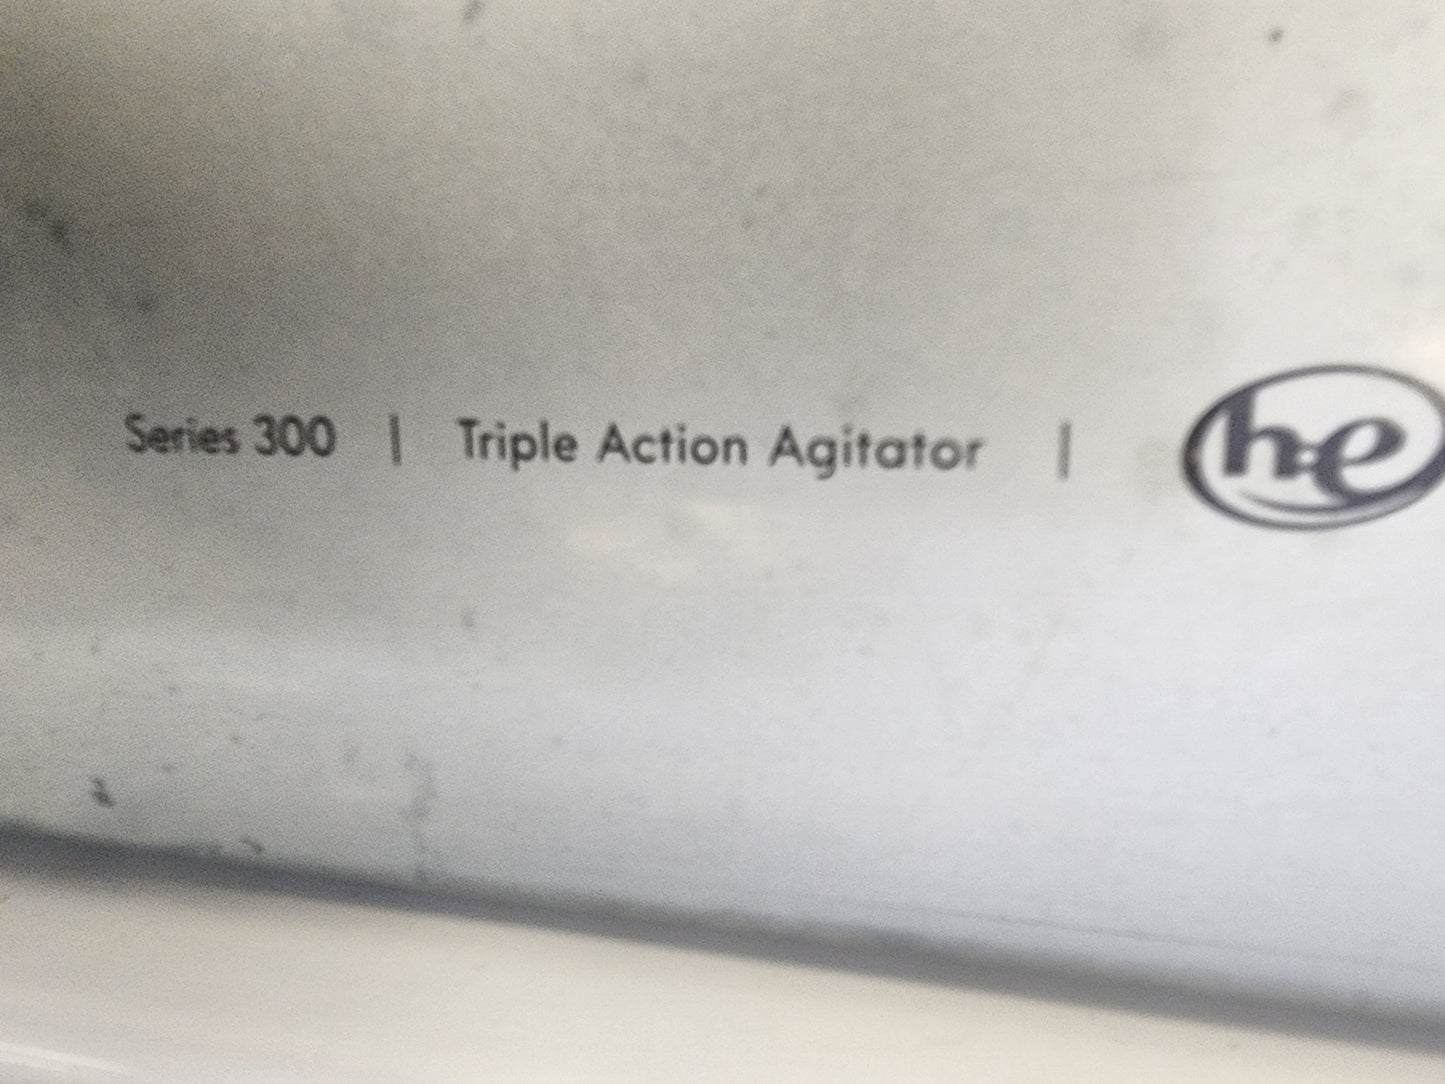 Series 300 | Triple Action Agitator | he